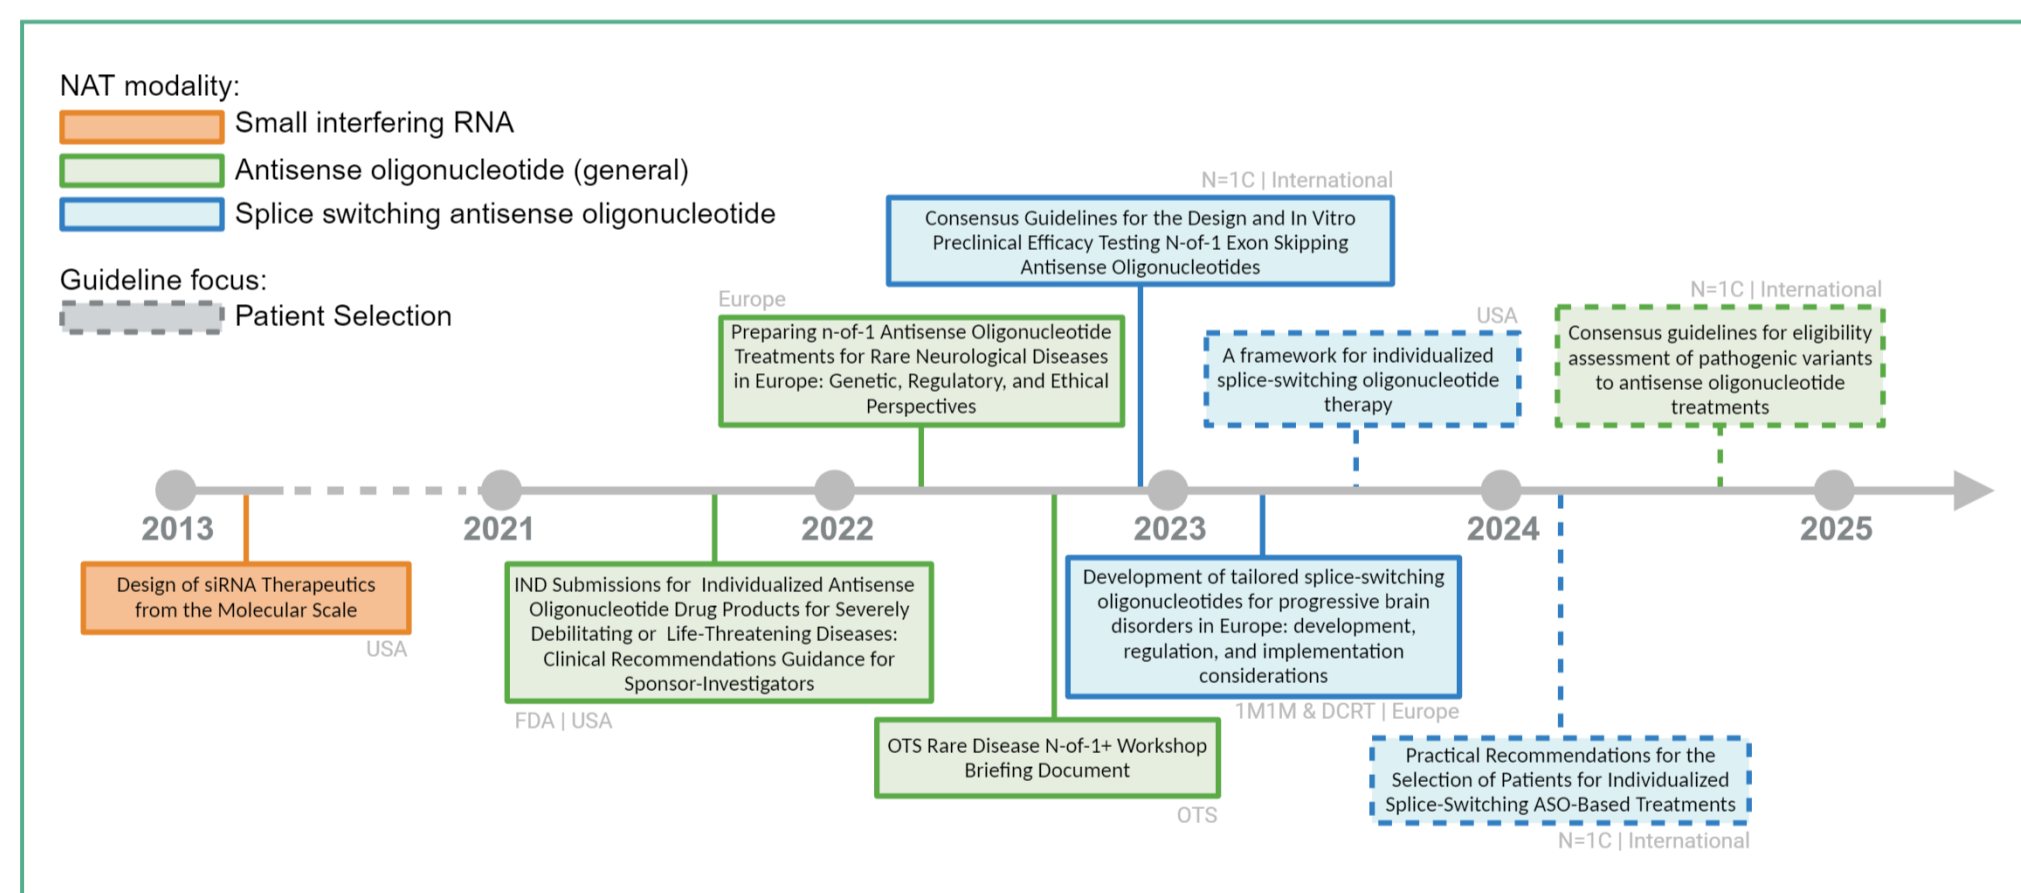 NAT modality:
Small interfering RNA
Antisense oligonucleotide (general)
Splice switching antisense oligonucleotide
Guideline focus:
Patient Selection
N=1C | International
Consensus Guidelines for the Design and In Vitro
Preclinical Efficacy Testing N-of-1 Exon Skipping
Antisense Oligonucleotides
Europe
Preparing n-of-1 Antisense Oligonucleotide
Treatments for Rare Neurological Diseases
in Europe: Genetic, Regulatory, and Ethical
Perspectives
USA
A framework for individualized
splice-switching oligonucleotide
therapy
N=1C | International
Consensus guidelines for eligibility
assessment of pathogenic variants
to antisense oligonucleotide
treatments
2013
2021
2022
2023
2024
2025
Design of siRNA Therapeutics
from the Molecular Scale
USA
IND Submissions for Individualized Antisense
Oligonucleotide Drug Products for Severely
Debilitating or Life-Threatening Diseases:
Clinical Recommendations Guidance for
Sponsor-Investigators
FDA | USA
OTS Rare Disease N-of-1+ Workshop
Briefing Document
OTS
Development of tailored splice-switching
oligonucleotides for progressive brain
disorders in Europe: development,
regulation, and implementation
considerations
1M1M & DCRT | Europe
Practical Recommendations for the
Selection of Patients for Individualized
Splice-Switching ASO-Based Treatments
N=1C | International